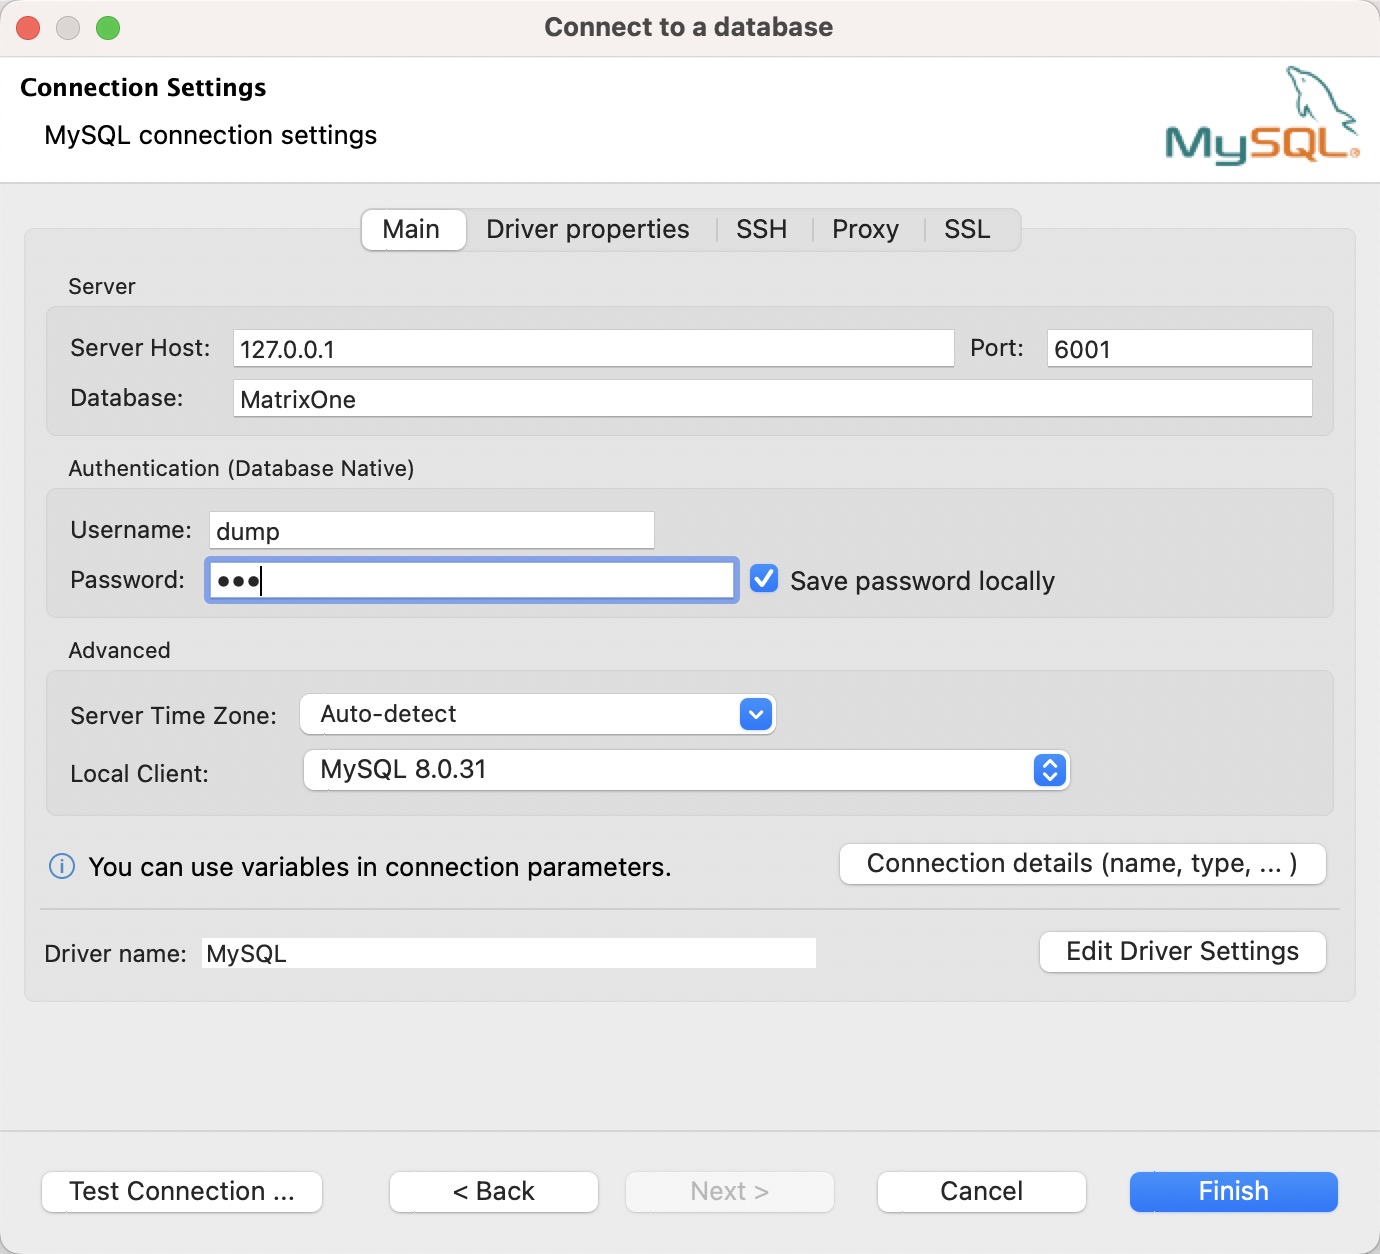 Connect to a database
Connection Settings
MySQL connection settings
MySQL®
Main Driver properties SSH Proxy SSL
Server
Server Host: 127.0.0.1 Port: 6001
Database: MatrixOne
Authentication (Database Native)
Username: dump
Password: •••
Save password locally
Advanced
Server Time Zone: Auto-detect
Local Client: MySQL 8.0.31
You can use variables in connection parameters.
Connection details (name, type, ... )
Driver name: MySQL
Edit Driver Settings
Test Connection ... < Back Next > Cancel Finish